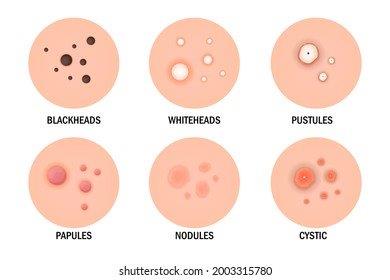 BLACKHEADS WHITEHEADS PUSTULES
PAPULES NODULES CYSTIC
shutterstock.com · 2003315780